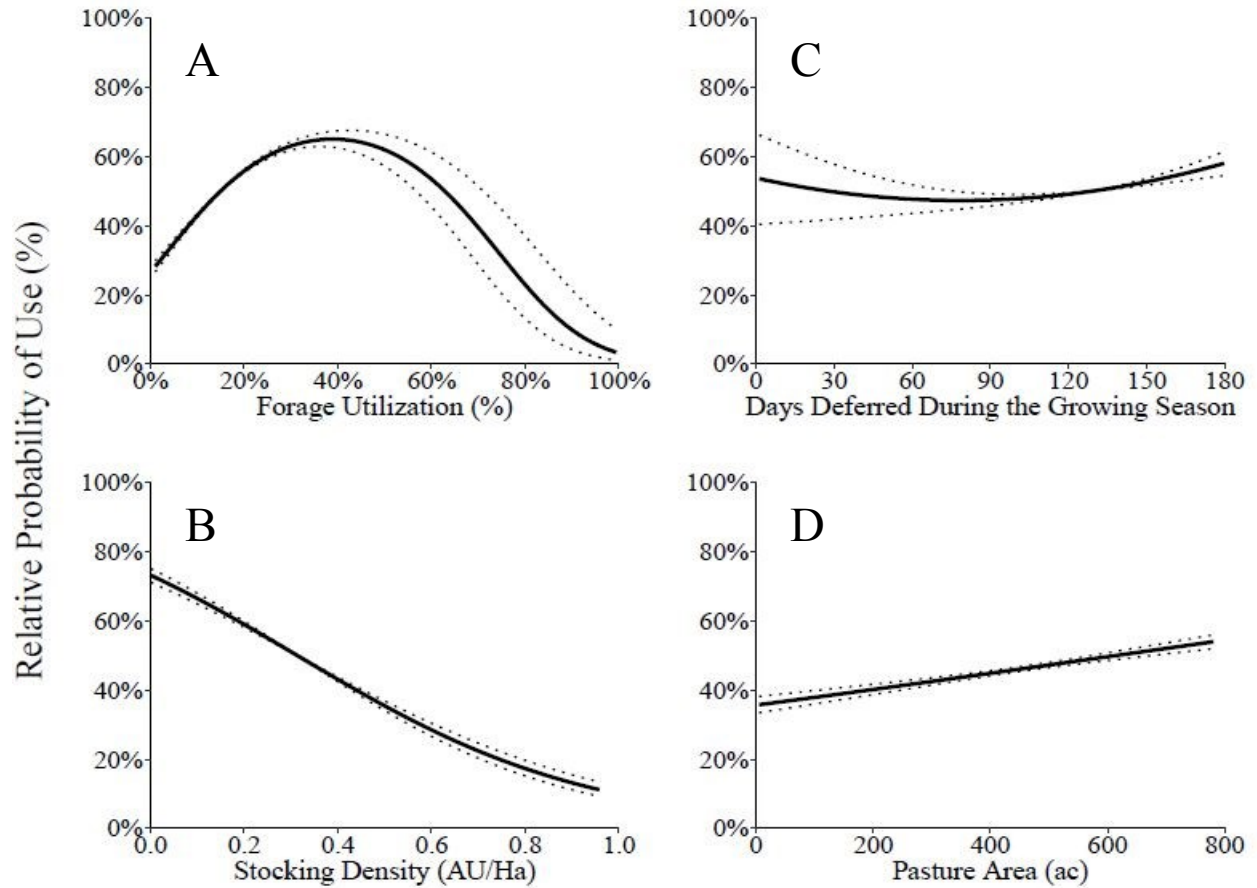 Relative Probability of Use (%)
A
100%
80%
60%
40%
20%
0%
0% 20% 40% 60% 80% 100%
Forage Utilization (%)
C
100%
80%
60%
40%
20%
0%
0 30 60 90 120 150 180
Days Deferred During the Growing Season
B
100%
80%
60%
40%
20%
0%
0.0 0.2 0.4 0.6 0.8 1.0
Stocking Density (AU/Ha)
D
100%
80%
60%
40%
20%
0%
0 200 400 600 800
Pasture Area (ac)